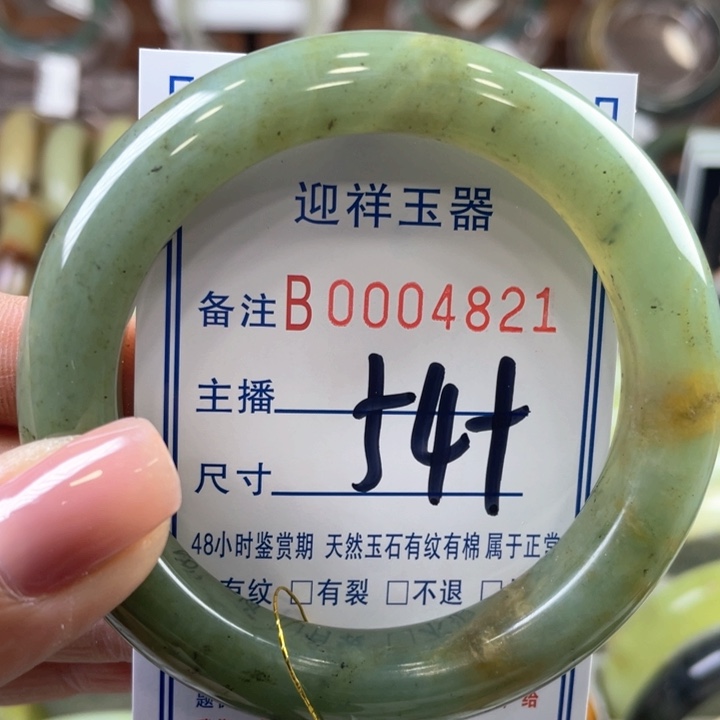 迎祥玉器
备注B0004821
主播
尺寸 54+
48小时鉴赏期 天然玉石有纹有棉属于正常
有纹 □有裂 □不退